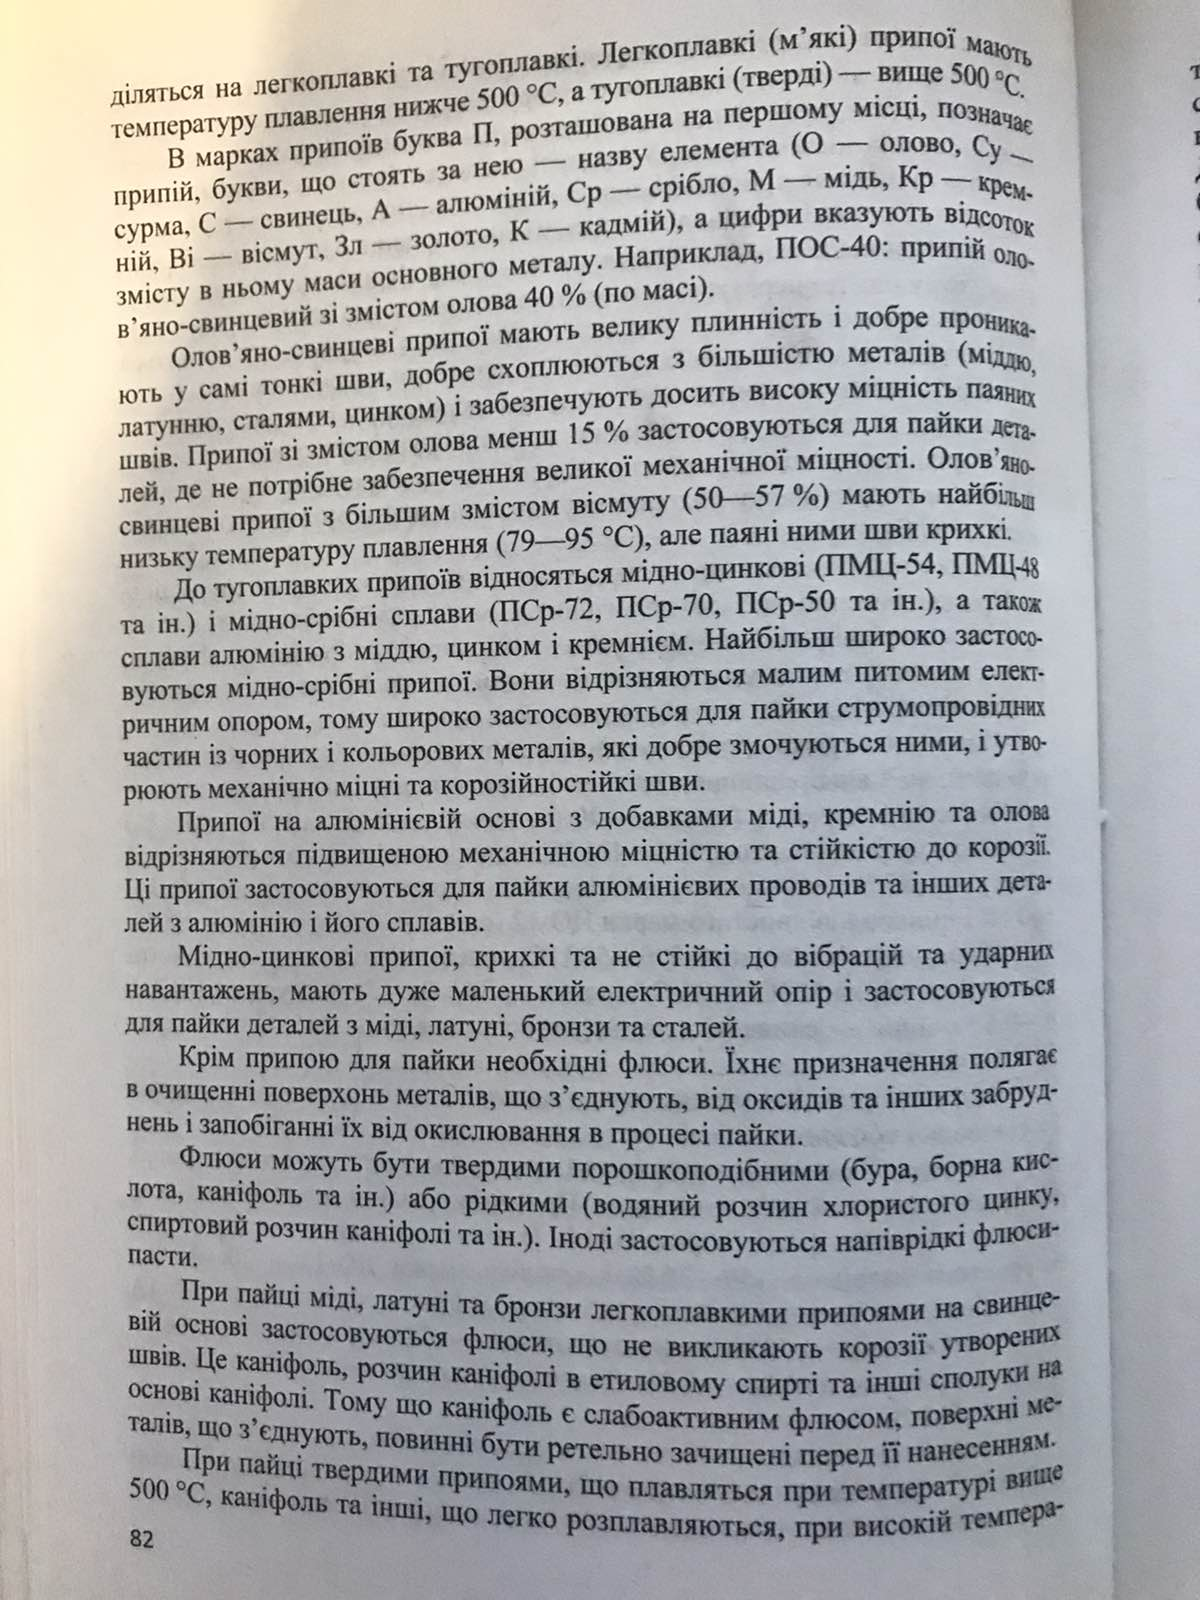 діляться на легкоплавкі та тугоплавкі. Легкоплавкі (м’які) припої мають
температуру плавлення нижче 500 °С, а тугоплавкі (тверді) — вище 500 °С.
В марках припоїв буква П, розташована на першому місці, позначає
припій, букви, що стоять за нею — назву елемента (О — олово, Су —
сурма, С — свинець, А — алюміній, Ср — срібло, М — мідь, Кр — крем-
ній, Ві — вісмут, Зл — золото, К — кадмій), а цифри вказують відсоток
змісту в ньому маси основного металу. Наприклад, ПОС-40: припій оло-
в’яно-свинцевий зі змістом олова 40 % (по масі).
Олов’яно-свинцеві припої мають велику плинність і добре проника-
ють у самі тонкі шви, добре схоплюються з більшістю металів (міддю,
латунню, сталями, цинком) і забезпечують досить високу міцність паяних
швів. Припої зі змістом олова менш 15 % застосовуються для пайки дета-
лей, де не потрібне забезпечення великої механічної міцності. Олов’яно-
свинцеві припої з більшим змістом вісмуту (50—57 %) мають найбільш
низьку температуру плавлення (79—95 °С), але паяні ними шви крихкі.
До тугоплавких припоїв відносяться мідно-цинкові (ПМЦ-54, ПМЦ-48
та ін.) і мідно-срібні сплави (ПСр-72, ПСр-70, ПСр-50 та ін.), а також
сплави алюмінію з міддю, цинком і кремнієм. Найбільш широко застосо-
вуються мідно-срібні припої. Вони відрізняються малим питомим елект-
ричним опором, тому широко застосовуються для пайки струмопровідних
частин із чорних і кольорових металів, які добре змочуються ними, і утво-
рюють механічно міцні та корозійностійкі шви.
Припої на алюмінієвій основі з добавками міді, кремнію та олова
відрізняються підвищеною механічною міцністю та стійкістю до корозії.
Ці припої застосовуються для пайки алюмінієвих проводів та інших дета-
лей з алюмінію і його сплавів.
Мідно-цинкові припої, крихкі та не стійкі до вібрацій та ударних
навантажень, мають дуже маленький електричний опір і застосовуються
для пайки деталей з міді, латуні, бронзи та сталей.
Крім припою для пайки необхідні флюси. Їхнє призначення полягає
в очищенні поверхонь металів, що з’єднують, від оксидів та інших забруд-
нень і запобіганні їх від окислювання в процесі пайки.
Флюси можуть бути твердими порошкоподібними (бура, борна кис-
лота, каніфоль та ін.) або рідкими (водяний розчин хлористого цинку,
спиртовий розчин каніфолі та ін.). Іноді застосовуються напіврідкі флюси-
пасти.
При пайці міді, латуні та бронзи легкоплавкими припоями на свинце-
вій основі застосовуються флюси, що не викликають корозії утворених
швів. Це каніфоль, розчин каніфолі в етиловому спирті та інші сполуки на
основі каніфолі. Тому що каніфоль є слабоактивним флюсом, поверхні ме-
талів, що з’єднують, повинні бути ретельно зачищені перед її нанесенням.
При пайці твердими припоями, що плавляться при температурі вище
500 °С, каніфоль та інші, що легко розплавляються, при високій темпера-
82